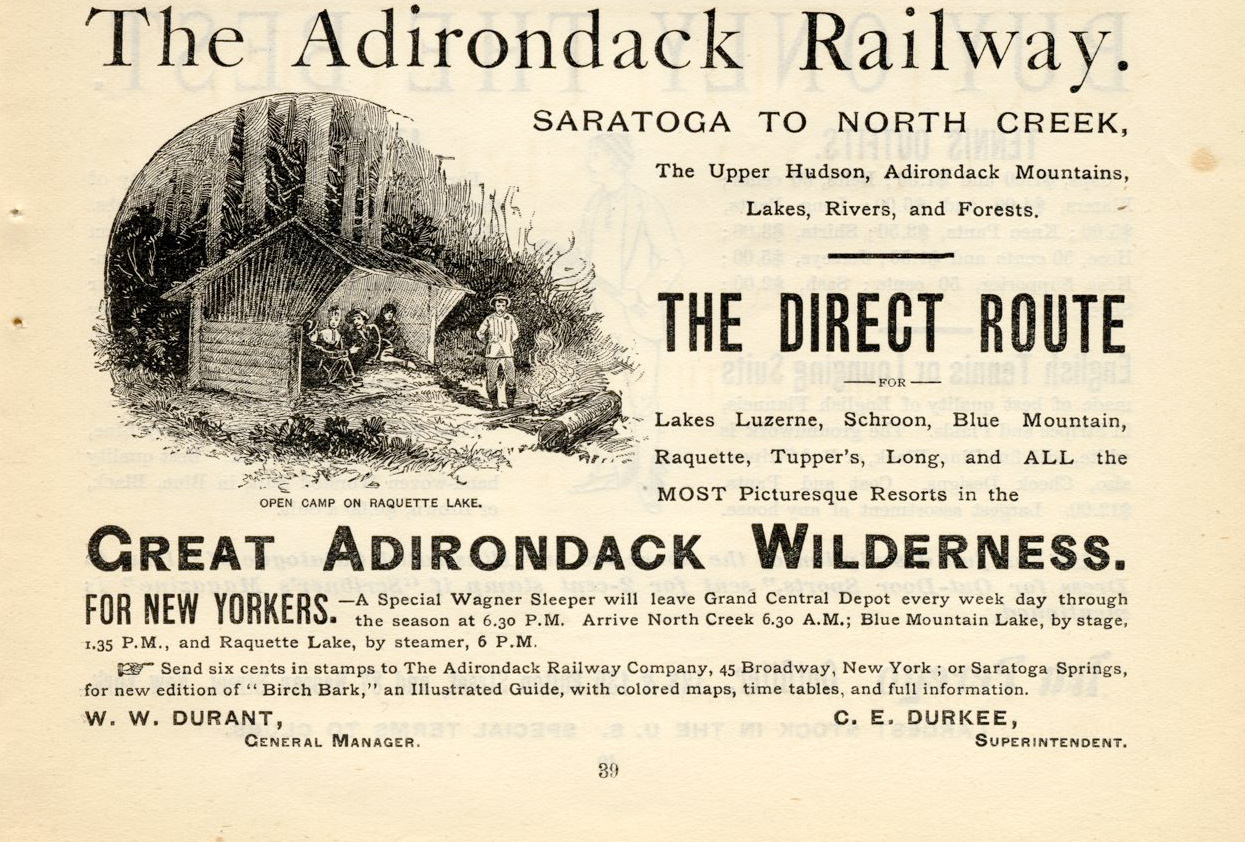 The Adirondack Railway.
SARATOGA TO NORTH CREEK,
The Upper Hudson, Adirondack Mountains,
Lakes, Rivers, and Forests.
THE DIRECT ROUTE
—FOR—
Lakes Luzerne, Schroon, Blue Mountain,
Raquette, Tupper's, Long, and ALL the
MOST Picturesque Resorts in the
OPEN CAMP ON RAQUETTE LAKE.
GREAT ADIRONDACK WILDERNESS.
FOR NEW YORKERS.—A Special Wagner Sleeper will leave Grand Central Depot every week day through
the season at 6.30 P.M. Arrive North Creek 6.30 A.M.; Blue Mountain Lake, by stage,
1.35 P.M., and Raquette Lake, by steamer, 6 P.M.
☞ Send six cents in stamps to The Adirondack Railway Company, 45 Broadway, New York; or Saratoga Springs,
for new edition of "Birch Bark," an Illustrated Guide, with colored maps, time tables, and full information.
W. W. DURANT,
GENERAL MANAGER.
C. E. DURKEE,
SUPERINTENDENT.
39